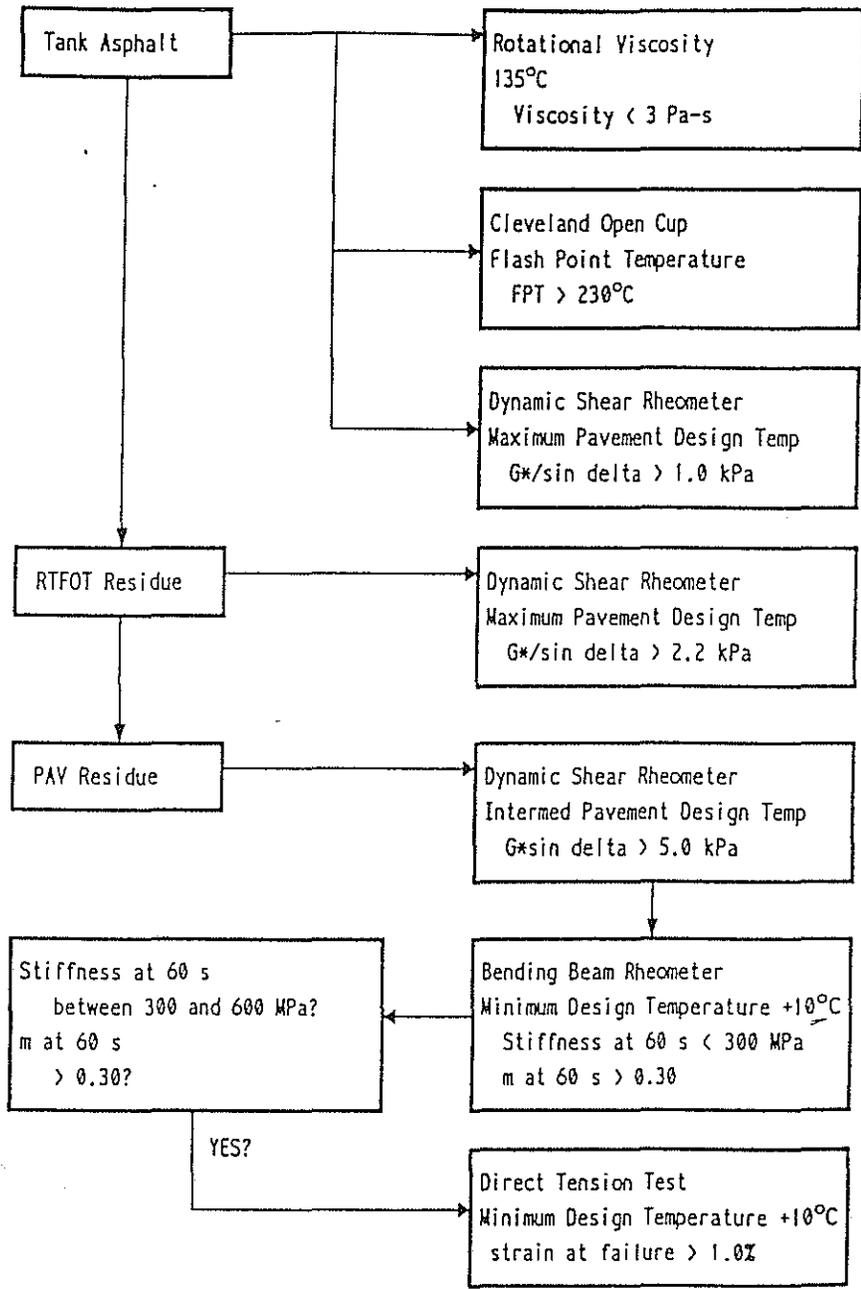 Tank Asphalt
Rotational Viscosity
135°C
Viscosity < 3 Pa-s
Cleveland Open Cup
Flash Point Temperature
FPT > 230°C
Dynamic Shear Rheometer
Maximum Pavement Design Temp
G*/sin delta > 1.0 kPa
RTFOT Residue
Dynamic Shear Rheometer
Maximum Pavement Design Temp
G*/sin delta > 2.2 kPa
PAV Residue
Dynamic Shear Rheometer
Intermed Pavement Design Temp
G*sin delta > 5.0 kPa
Bending Beam Rheometer
Minimum Design Temperature +10°C
Stiffness at 60 s < 300 MPa
m at 60 s > 0.30
Stiffness at 60 s
between 300 and 600 MPa?
m at 60 s
> 0.30?
YES?
Direct Tension Test
Minimum Design Temperature +10°C
strain at failure > 1.0%